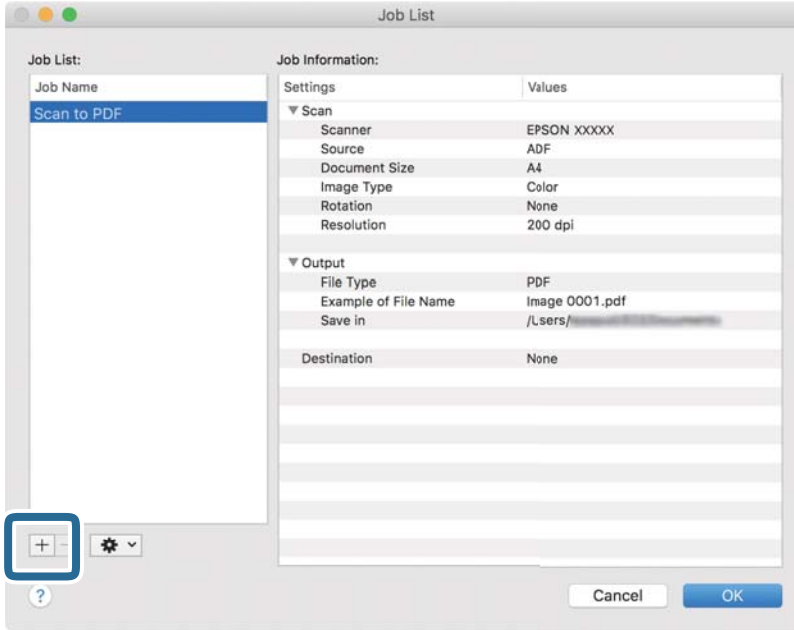 Job List
Job List:
Job Information:
Job Name
Settings Values
Scan to PDF
Scan
Scanner EPSON XXXXX
Source ADF
Document Size A4
Image Type Color
Rotation None
Resolution 200 dpi
Output
File Type PDF
Example of File Name Image 0001.pdf
Save in /Users/
Destination None
+ −
?
Cancel OK